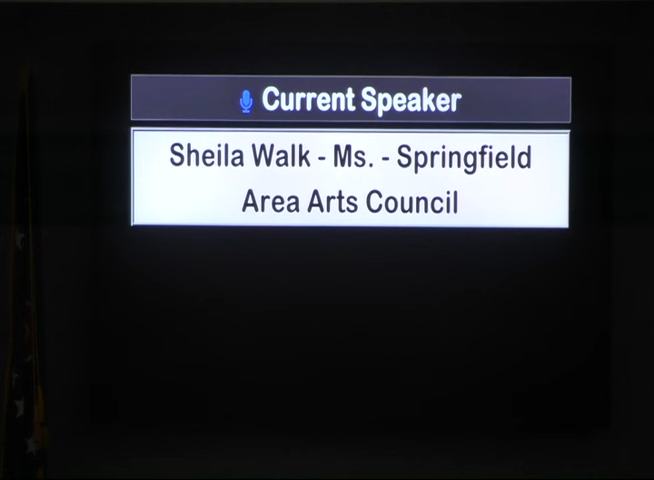 Current Speaker
Sheila Walk - Ms. - Springfield
Area Arts Council